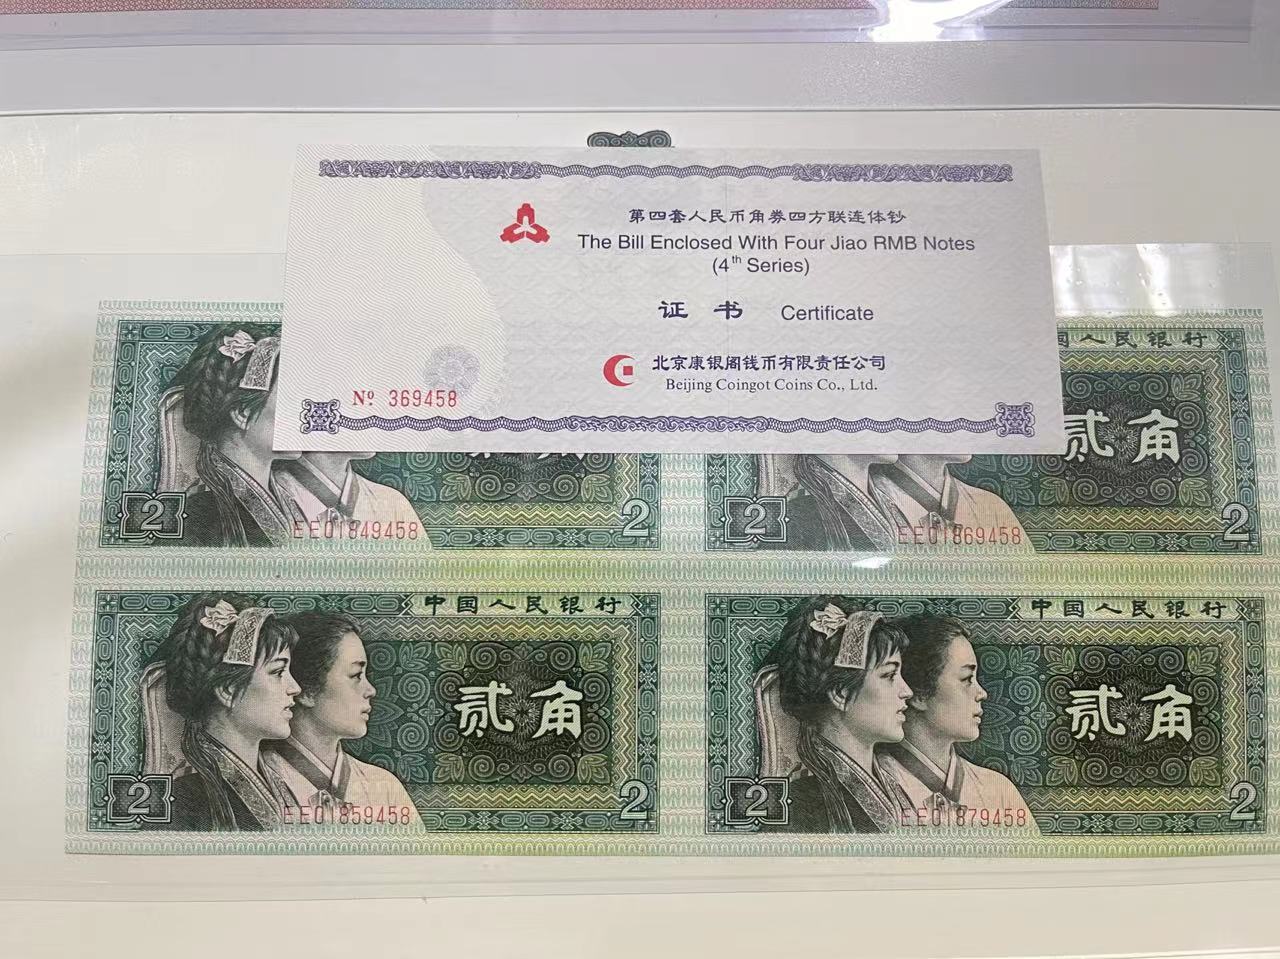 第四套人民币角券四方联连体钞
The Bill Enclosed With Four Jiao RMB Notes
(4th Series)
证书 Certificate
北京康银阁钱币有限责任公司
Beijing Coingot Coins Co., Ltd.
Nº 369458
国人民银行
贰角
2 EE01849458 2
2 EE01869458 2
中国人民银行
贰角
2 EE01859458 2
中国人民银行
贰角
2 EE01879458 2